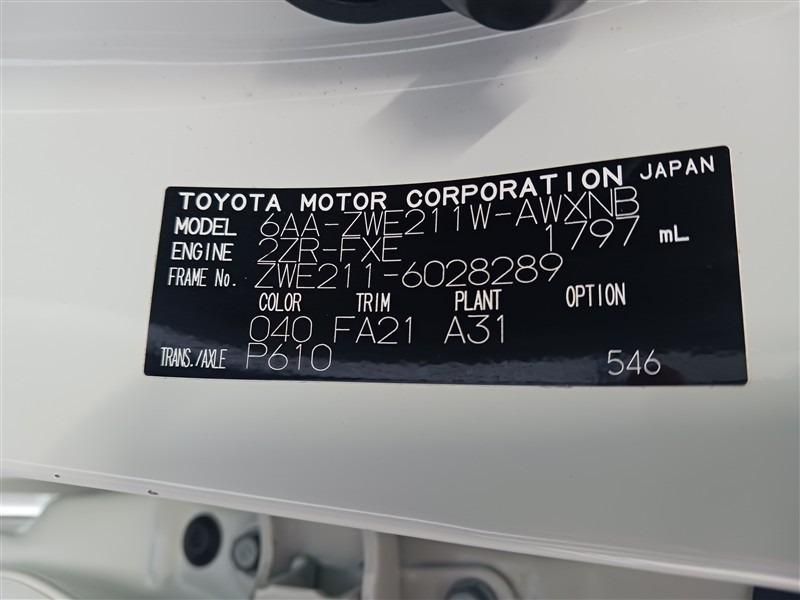 TOYOTA MOTOR CORPORATION JAPAN
MODEL 6AA-ZWE211W-AWXNB
ENGINE 2ZR-FXE 1797 mL
FRAME No. ZWE211-6028289
COLOR TRIM PLANT OPTION
040 FA21 A31
TRANS./AXLE P610 546